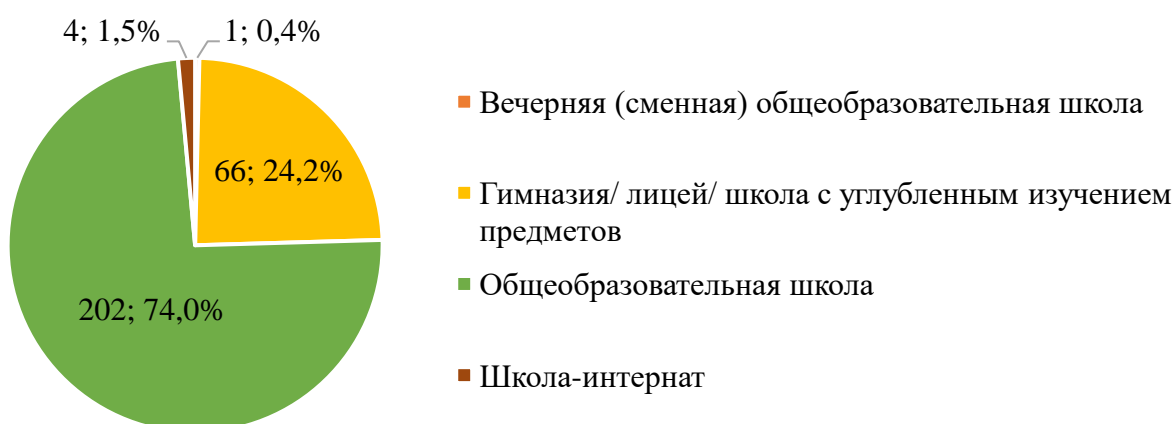 4; 1,5%
1; 0,4%
66; 24,2%
202; 74,0%
Вечерняя (сменная) общеобразовательная школа
Гимназия/ лицей/ школа с углубленным изучением
предметов
Общеобразовательная школа
Школа-интернат